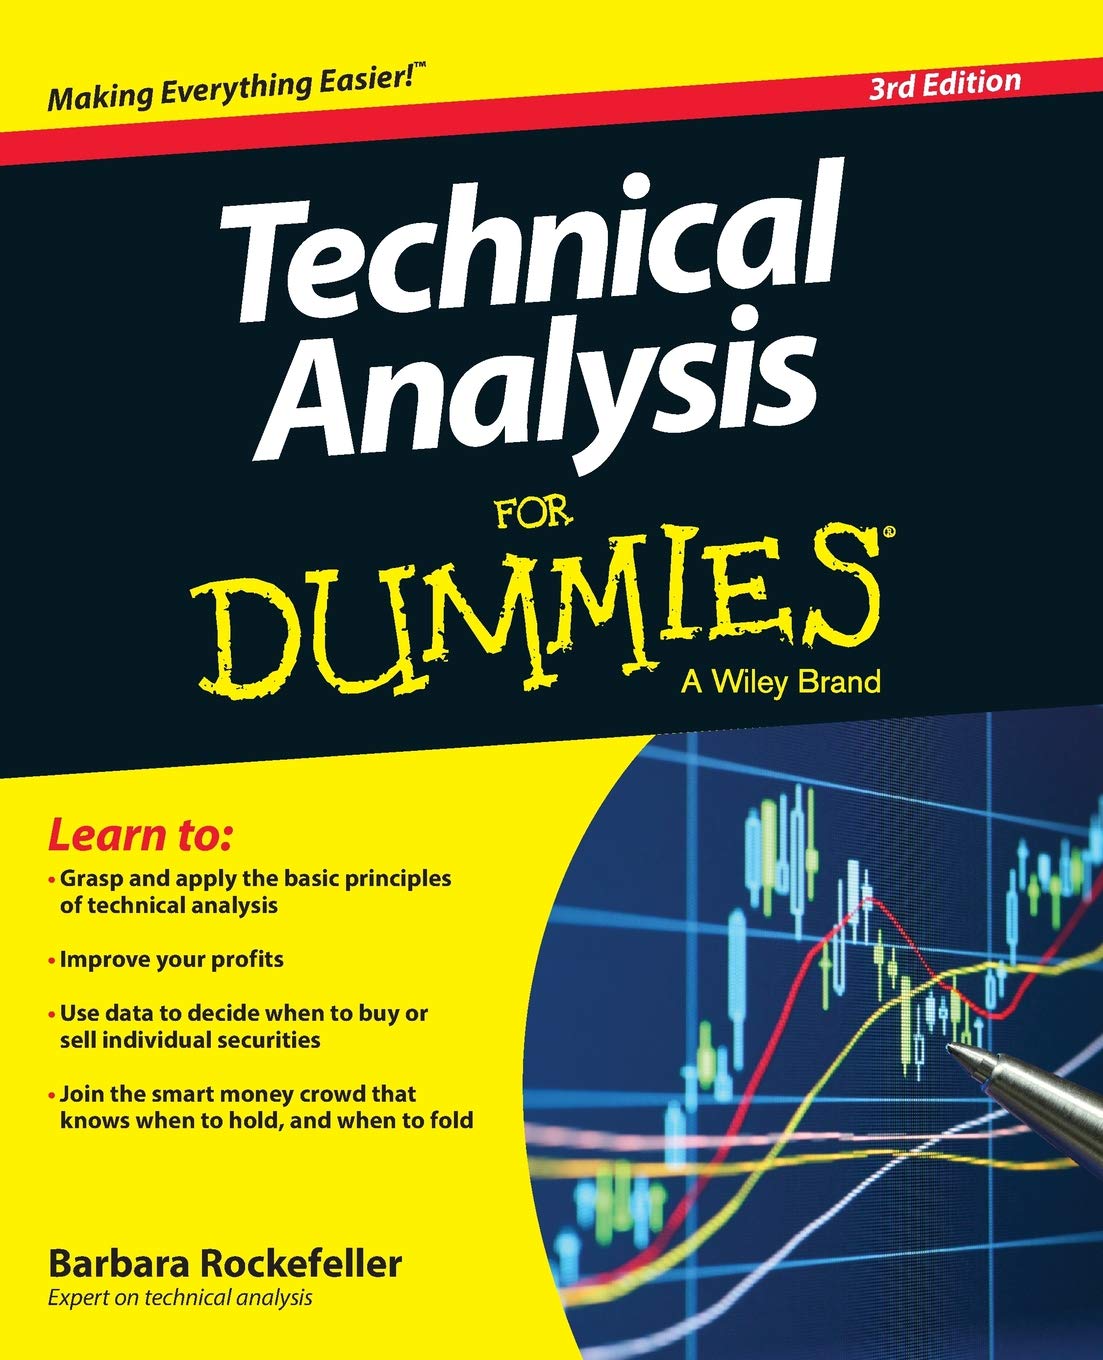 Making Everything Easier!™
3rd Edition
Technical
Analysis
FOR
DUMMIES®
A Wiley Brand
Learn to:
• Grasp and apply the basic principles
of technical analysis
• Improve your profits
• Use data to decide when to buy or
sell individual securities
• Join the smart money crowd that
knows when to hold, and when to fold
Barbara Rockefeller
Expert on technical analysis